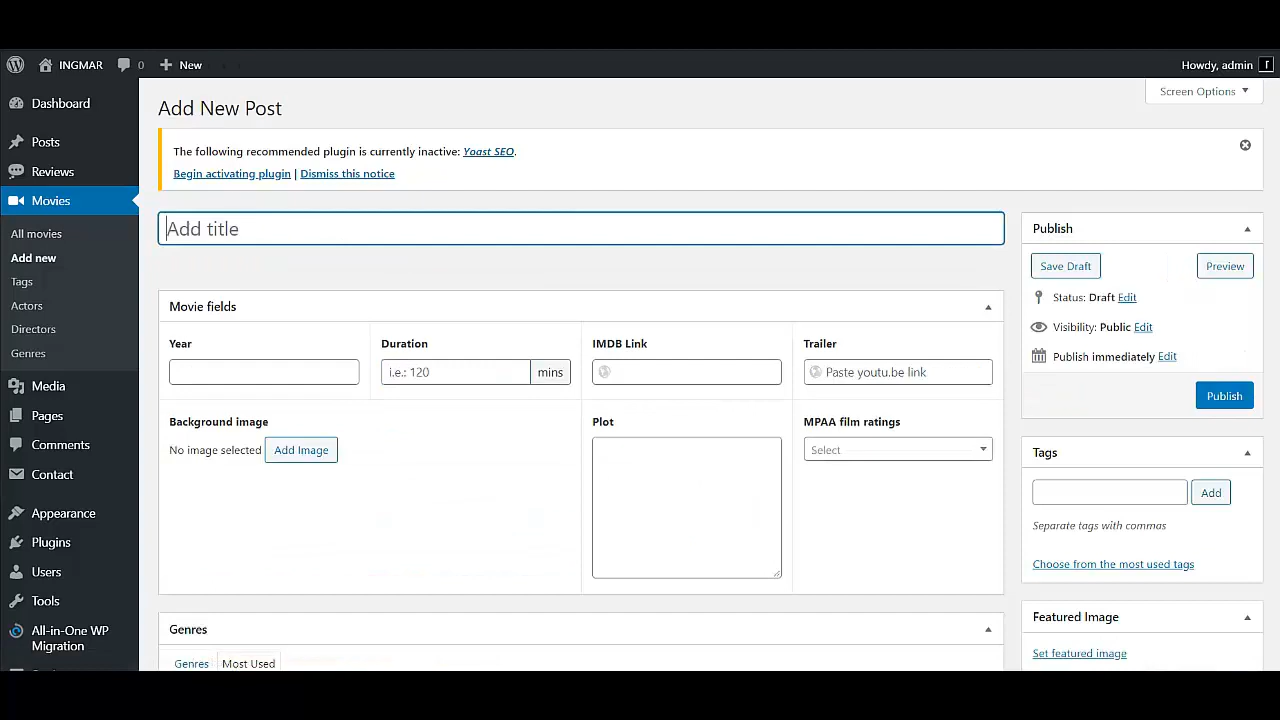 INGMAR 0 New Howdy, admin
Dashboard
Posts
Reviews
Movies
All movies
Add new
Tags
Actors
Directors
Genres
Media
Pages
Comments
Contact
Appearance
Plugins
Users
Tools
All-in-One WP
Migration
Screen Options
Add New Post
The following recommended plugin is currently inactive: Yoast SEO.
Begin activating plugin | Dismiss this notice
Add title
Movie fields
Year
Duration
i.e.: 120 mins
IMDB Link
Trailer
Paste youtu.be link
Background image
No image selected Add Image
Plot
MPAA film ratings
Select
Genres
Genres Most Used
Publish
Save Draft Preview
Status: Draft Edit
Visibility: Public Edit
Publish immediately Edit
Publish
Tags
Add
Separate tags with commas
Choose from the most used tags
Featured Image
Set featured image